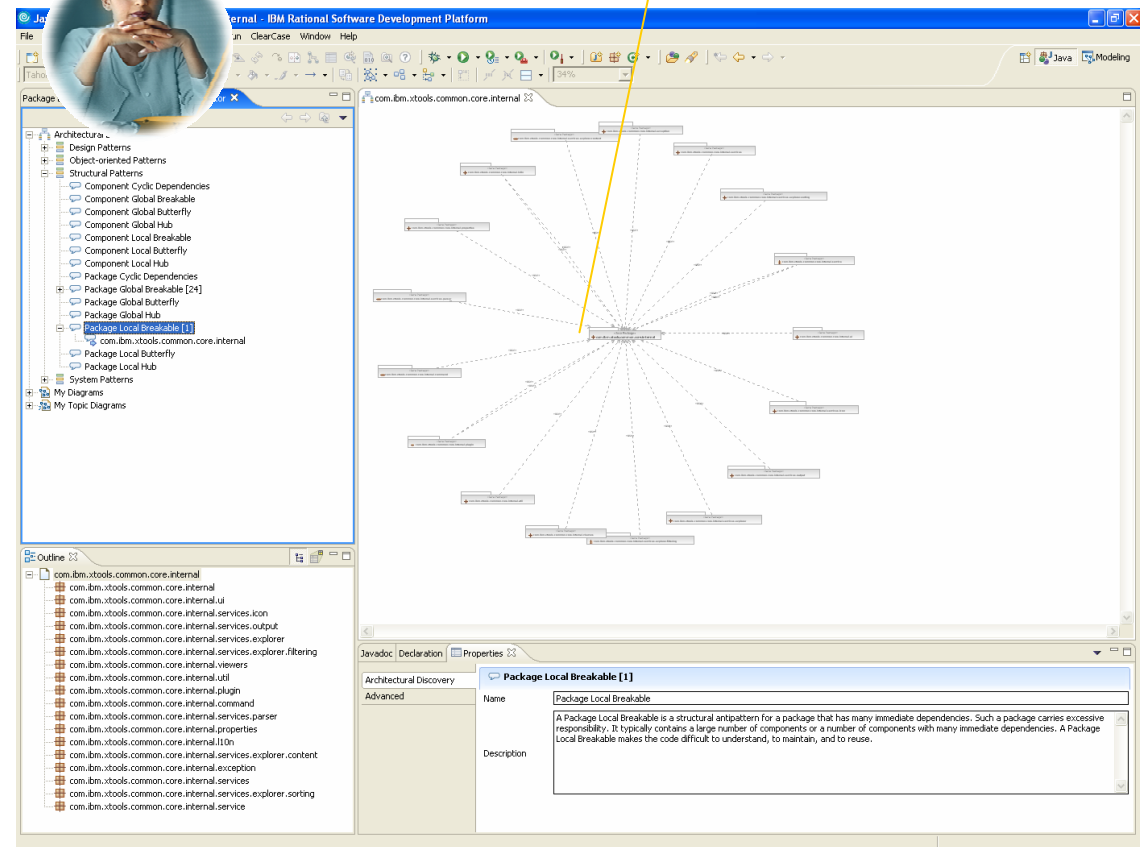 ernal - IBM Rational Software Development Platform
File
un ClearCase Window Help
34%
Java
Modeling
Package
com.ibm.xtools.common.core.internal
Design Patterns
Object-oriented Patterns
Structural Patterns
Component Cyclic Dependencies
Component Global Breakable
Component Global Butterfly
Component Global Hub
Component Local Breakable
Component Local Butterfly
Component Local Hub
Package Cyclic Dependencies
Package Global Breakable [24]
Package Global Butterfly
Package Global Hub
Package Local Breakable [1]
com.ibm.xtools.common.core.internal
Package Local Butterfly
Package Local Hub
System Patterns
My Diagrams
My Topic Diagrams
Outline
com.ibm.xtools.common.core.internal
com.ibm.xtools.common.core.internal
com.ibm.xtools.common.core.internal.ui
com.ibm.xtools.common.core.internal.services.icon
com.ibm.xtools.common.core.internal.services.output
com.ibm.xtools.common.core.internal.services.explorer
com.ibm.xtools.common.core.internal.services.explorer.filtering
com.ibm.xtools.common.core.internal.viewers
com.ibm.xtools.common.core.internal.util
com.ibm.xtools.common.core.internal.plugin
com.ibm.xtools.common.core.internal.command
com.ibm.xtools.common.core.internal.services.parser
com.ibm.xtools.common.core.internal.properties
com.ibm.xtools.common.core.internal.l10n
com.ibm.xtools.common.core.internal.services.explorer.content
com.ibm.xtools.common.core.internal.exception
com.ibm.xtools.common.core.internal.services
com.ibm.xtools.common.core.internal.services.explorer.sorting
com.ibm.xtools.common.core.internal.service
Javadoc Declaration Properties
Architectural Discovery
Advanced
Package Local Breakable [1]
Name
Package Local Breakable
Description
A Package Local Breakable is a structural antipattern for a package that has many immediate dependencies. Such a package carries excessive
responsibility. It typically contains a large number of components or a number of components with many immediate dependencies. A Package
Local Breakable makes the code difficult to understand, to maintain, and to reuse.